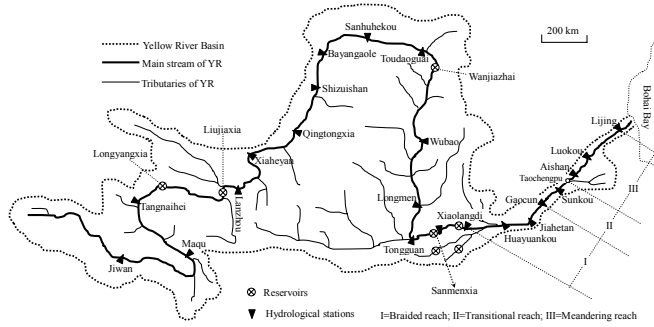 Sanhuhekou
200 km
Yellow River Basin
Meain stream of YR
Tributaries of YR
Bayangaole
Toudaoguai
Wanjiazhai
Shizuishan
Bohai Bay
Liujiaxia
Qingtongxia
Lijing
Longyangxia
Xiaheyan
Wubao
Luokou
Aishan
Taochengpu
III
Lanzhou
Tangnaihei
Longmen
Gaocun
Sunkou
Xiaolangdi
Jiahetan
II
Maqu
Tongguan
Huayuankou
Jiwan
I
Sanmenxia
Reservoirs
Hydrological stations
I=Braided reach; II=Transitional reach; III=Meandering reach